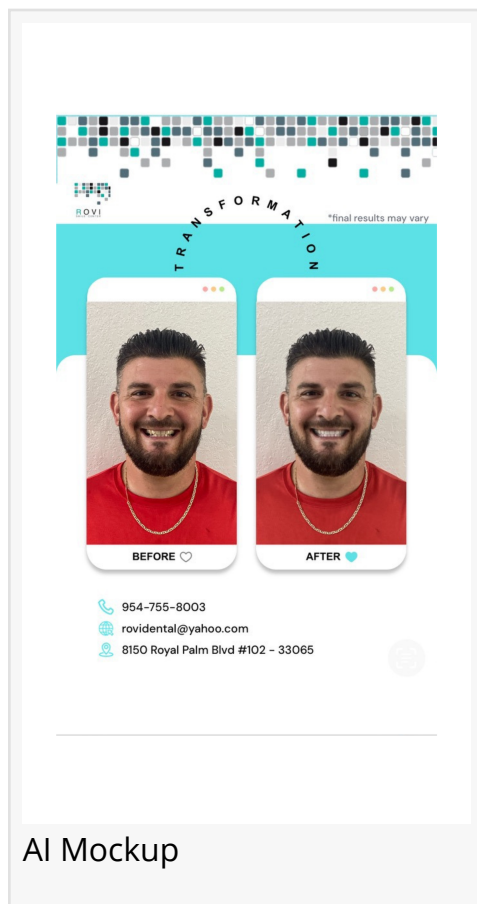 ROVI
TRANSFORMATION
*final results may vary
BEFORE
AFTER
954-755-8003
rovidental@yahoo.com
8150 Royal Palm Blvd #102 - 33065
AI Mockup